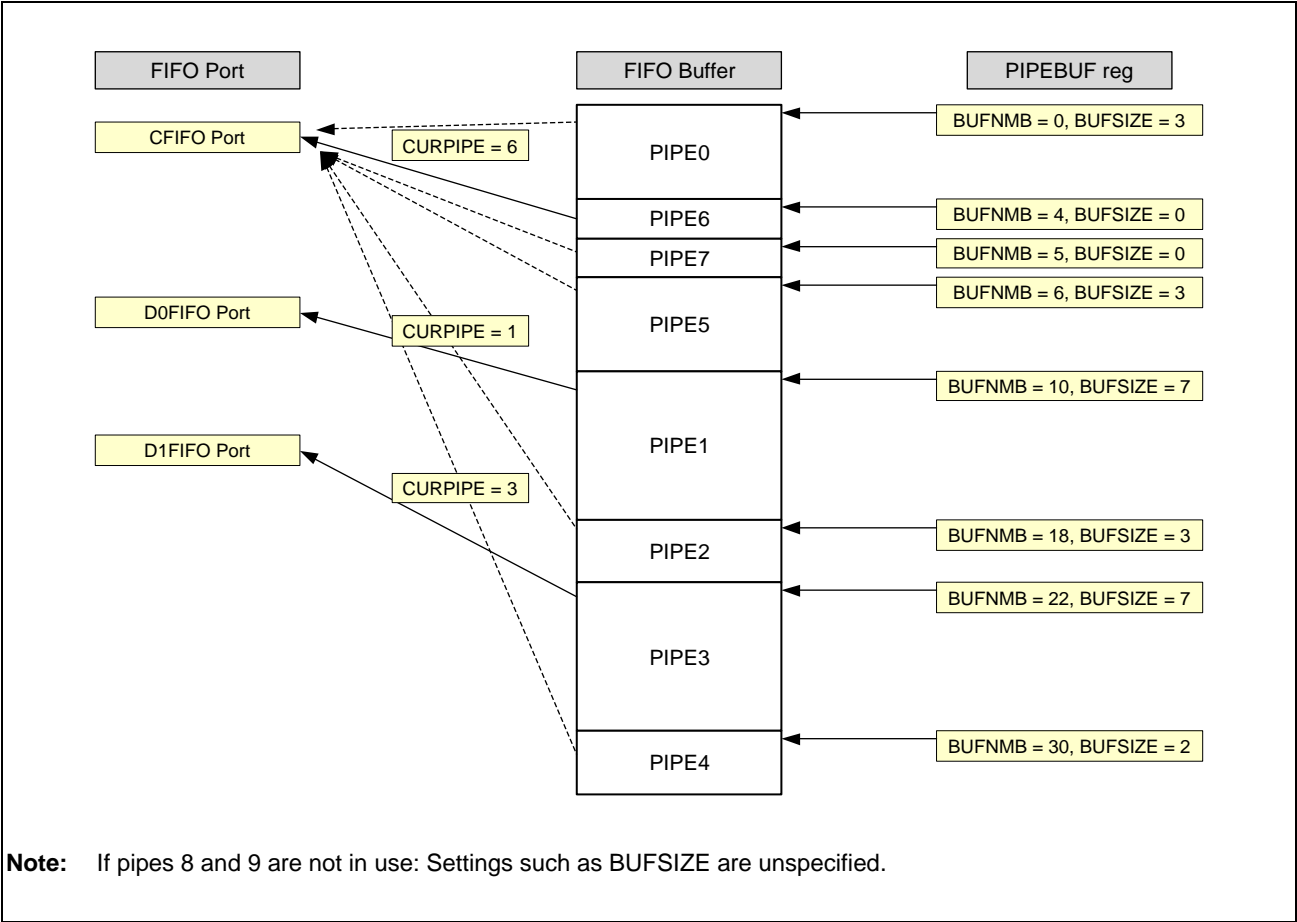 FIFO Port
FIFO Buffer
PIPEBUF reg
CFIFO Port
CURPIPE = 6
PIPE0
BUFNMB = 0, BUFSIZE = 3
PIPE6
BUFNMB = 4, BUFSIZE = 0
PIPE7
BUFNMB = 5, BUFSIZE = 0
BUFNMB = 6, BUFSIZE = 3
D0FIFO Port
CURPIPE = 1
PIPE5
BUFNMB = 10, BUFSIZE = 7
PIPE1
D1FIFO Port
CURPIPE = 3
BUFNMB = 18, BUFSIZE = 3
PIPE2
BUFNMB = 22, BUFSIZE = 7
PIPE3
BUFNMB = 30, BUFSIZE = 2
PIPE4
Note: If pipes 8 and 9 are not in use: Settings such as BUFSIZE are unspecified.